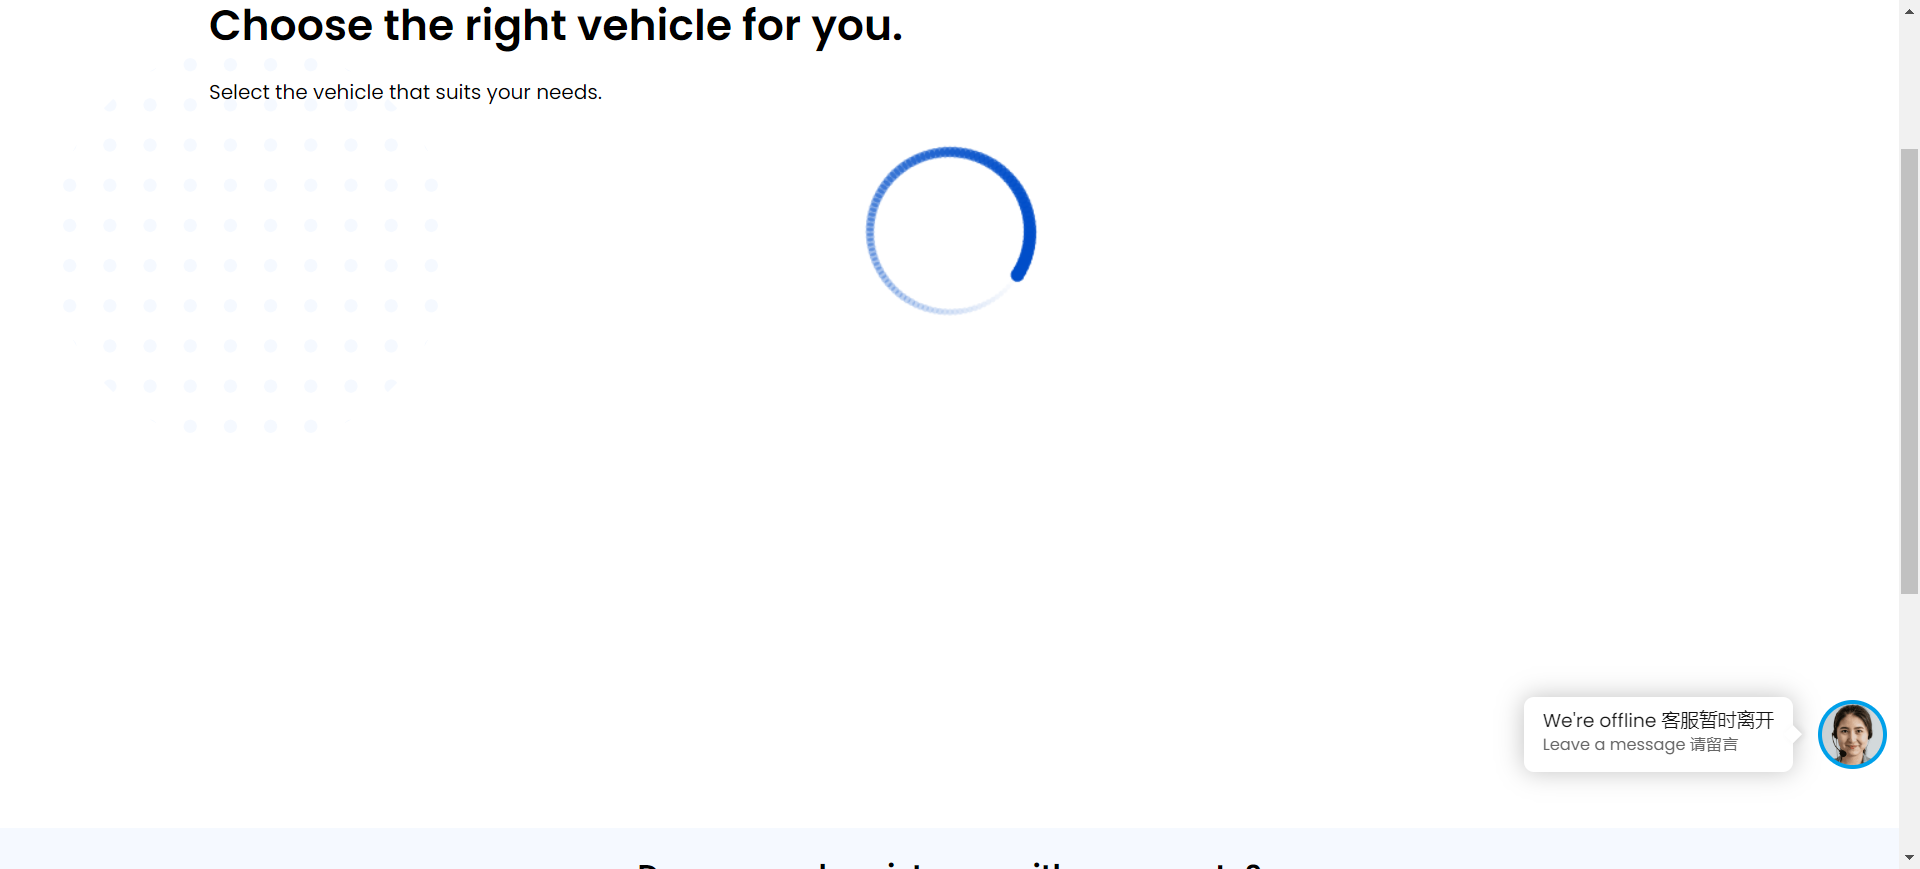 Choose the right vehicle for you.
Select the vehicle that suits your needs.
We're offline 客服暂时离开
Leave a message 请留言